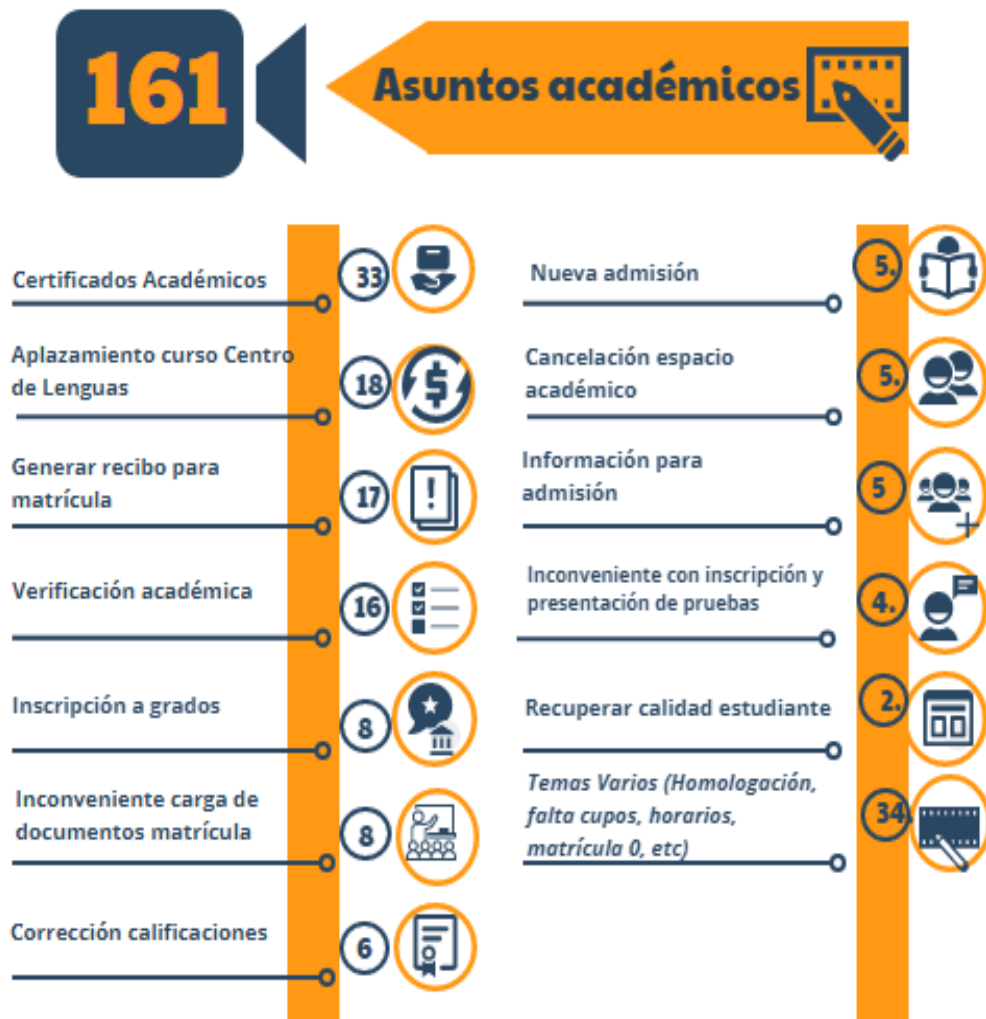 161
Asuntos académicos
Certificados Académicos
33
Aplazamiento curso Centro
de Lenguas
18
Generar recibo para
matrícula
17
Verificación académica
16
Inscripción a grados
8
Inconveniente carga de
documentos matrícula
8
Corrección calificaciones
6
Nueva admisión
5.
Cancelación espacio
académico
5.
Información para
admisión
5
Inconveniente con inscripción y
presentación de pruebas
4.
Recuperar calidad estudiante
2.
Temas Varios (Homologación,
falta cupos, horarios,
matrícula 0, etc)
34.